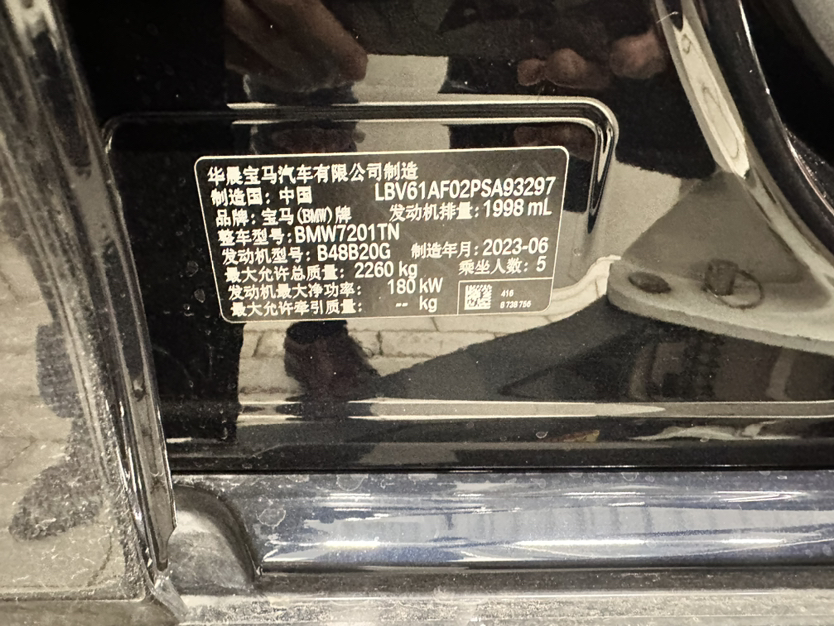 华晨宝马汽车有限公司制造
制造国：中国 LBV61AF02PSA93297
品牌：宝马(BMW)牌 发动机排量：1998 mL
整车型号：BMW7201TN
发动机型号：B48B20G 制造年月：2023-06
最大允许总质量：2260 kg 乘坐人数：5
发动机最大净功率：180 kW
最大允许牵引质量：-- kg
416
8 738 756